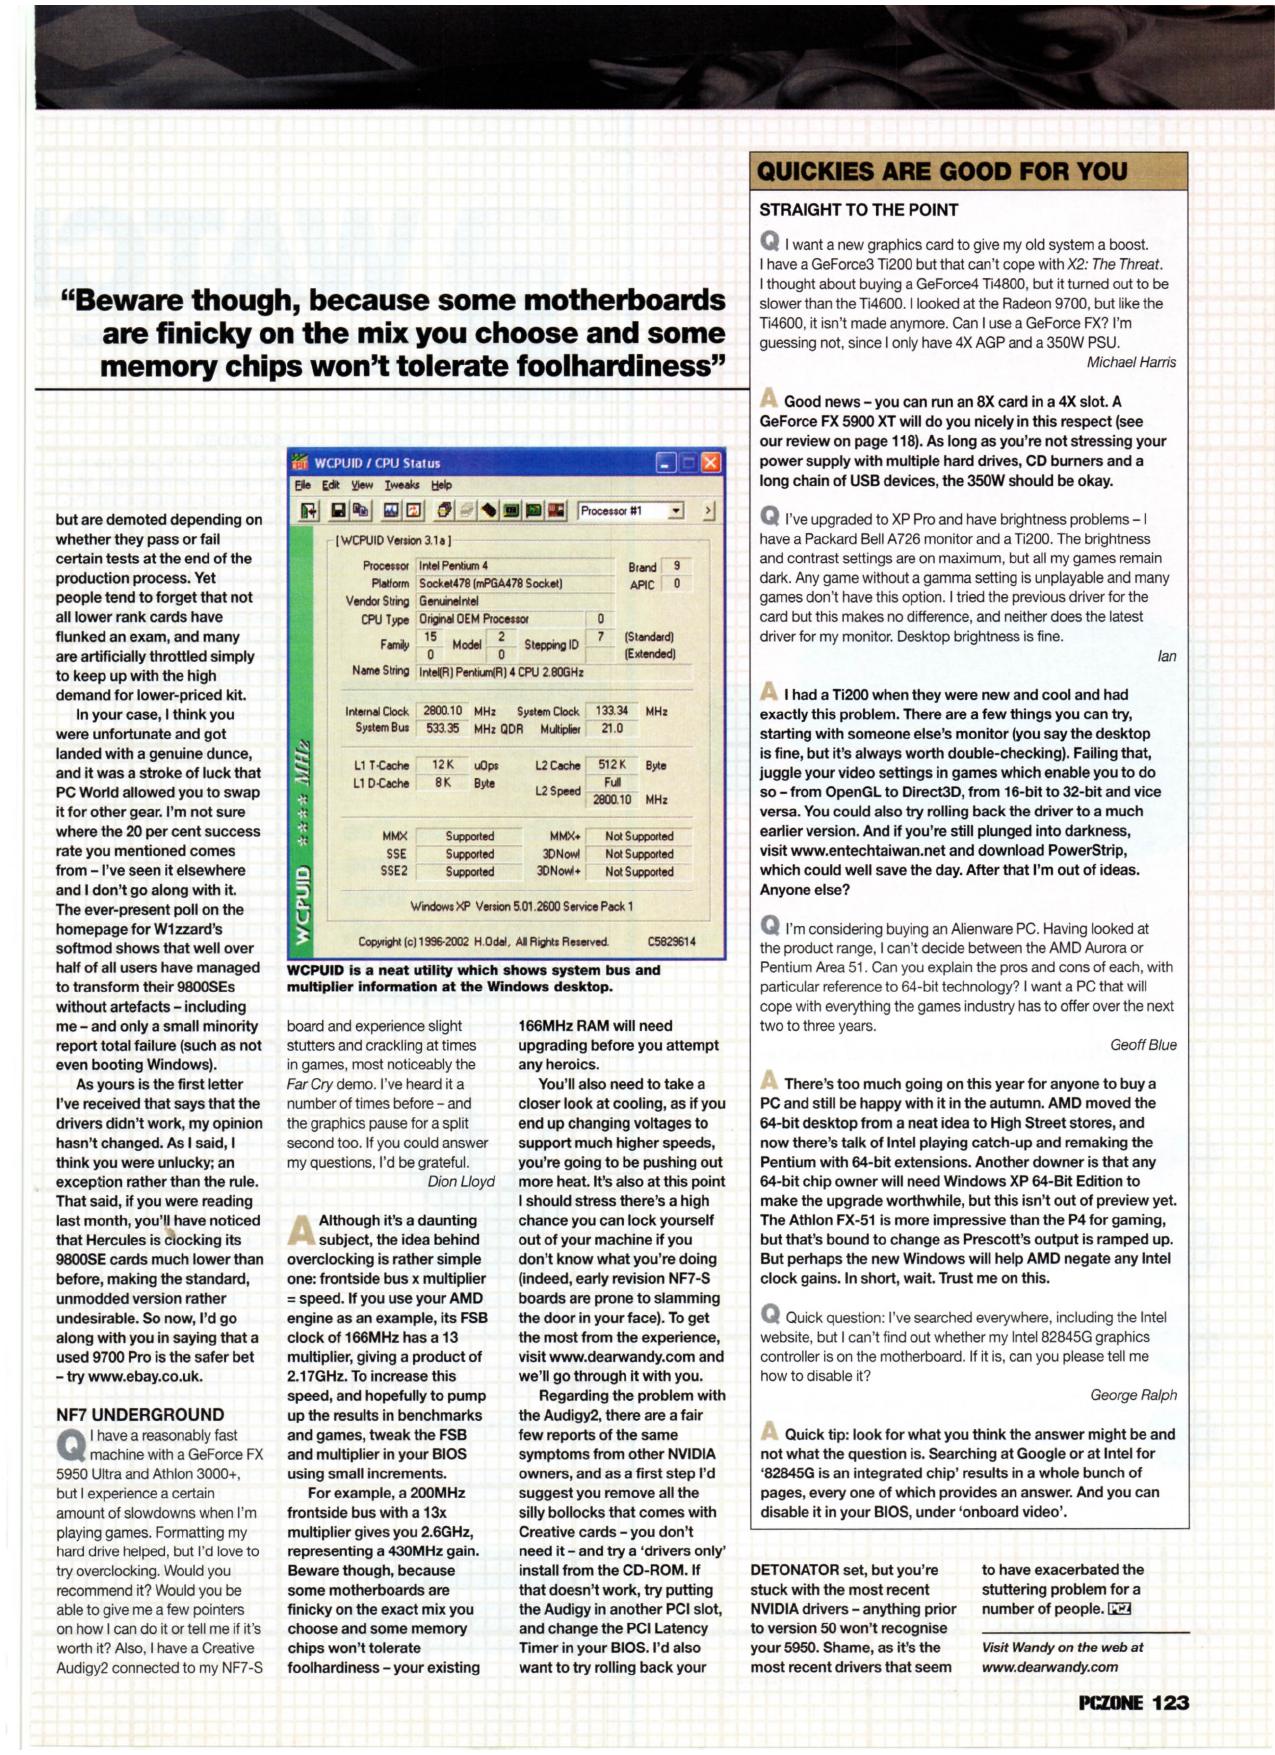 “Beware though, because some motherboards
are finicky on the mix you choose and some
memory chips won’t tolerate foolhardiness”
but are demoted depending on
whether they pass or fail
certain tests at the end of the
production process. Yet
people tend to forget that not
all lower rank cards have
flunked an exam, and many
are artificially throttled simply
to keep up with the high
demand for lower-priced kit.
In your case, I think you
were unfortunate and got
landed with a genuine dunce,
and it was a stroke of luck that
PC World allowed you to swap
it for other gear. I’m not sure
where the 20 per cent success
rate you mentioned comes
from – I’ve seen it elsewhere
and I don’t go along with it.
The ever-present poll on the
homepage for W1zzard’s
softmod shows that well over
half of all users have managed
to transform their 9800SEs
without artefacts – including
me – and only a small minority
report total failure (such as not
even booting Windows).
As yours is the first letter
I’ve received that says that the
drivers didn’t work, my opinion
hasn’t changed. As I said, I
think you were unlucky; an
exception rather than the rule.
That said, if you were reading
last month, you’ll have noticed
that Hercules is clocking its
9800SE cards much lower than
before, making the standard,
unmodded version rather
undesirable. So now, I’d go
along with you in saying that a
used 9700 Pro is the safer bet
– try www.ebay.co.uk.
NF7 UNDERGROUND
Q I have a reasonably fast
machine with a GeForce FX
5950 Ultra and Athlon 3000+,
but I experience a certain
amount of slowdowns when I’m
playing games. Formatting my
hard drive helped, but I’d love to
try overclocking. Would you
recommend it? Would you be
able to give me a few pointers
on how I can do it or tell me if it’s
worth it? Also, I have a Creative
Audigy2 connected to my NF7-S
WCPUID / CPU Status
File Edit View Tweaks Help
Processor #1
[ WCPUID Version 3.1a ]
Processor Intel Pentium 4 Brand 9
Platform Socket478 (mPGA478 Socket) APIC 0
Vendor String GenuineIntel
CPU Type Original OEM Processor 0
Family 15 Model 2 Stepping ID 7 (Standard)
0 0 (Extended)
Name String Intel(R) Pentium(R) 4 CPU 2.80GHz
Internal Clock 2800.10 MHz System Clock 133.34 MHz
System Bus 533.35 MHz QDR Multiplier 21.0
L1 T-Cache 12 K uOps L2 Cache 512 K Byte
L1 D-Cache 8 K Byte L2 Speed Full
2800.10 MHz
MMX Supported MMX+ Not Supported
SSE Supported 3DNow! Not Supported
SSE2 Supported 3DNow!+ Not Supported
Windows XP Version 5.01.2600 Service Pack 1
Copyright (c) 1996-2002 H.Oda!, All Rights Reserved. C5829614
WCPUID **** MHz
WCPUID is a neat utility which shows system bus and
multiplier information at the Windows desktop.
board and experience slight
stutters and crackling at times
in games, most noticeably the
Far Cry demo. I’ve heard it a
number of times before – and
the graphics pause for a split
second too. If you could answer
my questions, I’d be grateful.
Dion Lloyd
A Although it’s a daunting
subject, the idea behind
overclocking is rather simple
one: frontside bus x multiplier
= speed. If you use your AMD
engine as an example, its FSB
clock of 166MHz has a 13
multiplier, giving a product of
2.17GHz. To increase this
speed, and hopefully to pump
up the results in benchmarks
and games, tweak the FSB
and multiplier in your BIOS
using small increments.
For example, a 200MHz
frontside bus with a 13x
multiplier gives you 2.6GHz,
representing a 430MHz gain.
Beware though, because
some motherboards are
finicky on the exact mix you
choose and some memory
chips won’t tolerate
foolhardiness – your existing
166MHz RAM will need
upgrading before you attempt
any heroics.
You’ll also need to take a
closer look at cooling, as if you
end up changing voltages to
support much higher speeds,
you’re going to be pushing out
more heat. It’s also at this point
I should stress there’s a high
chance you can lock yourself
out of your machine if you
don’t know what you’re doing
(indeed, early revision NF7-S
boards are prone to slamming
the door in your face). To get
the most from the experience,
visit www.dearwandy.com and
we’ll go through it with you.
Regarding the problem with
the Audigy2, there are a fair
few reports of the same
symptoms from other NVIDIA
owners, and as a first step I’d
suggest you remove all the
silly bollocks that comes with
Creative cards – you don’t
need it – and try a ‘drivers only’
install from the CD-ROM. If
that doesn’t work, try putting
the Audigy in another PCI slot,
and change the PCI Latency
Timer in your BIOS. I’d also
want to try rolling back your
DETONATOR set, but you’re
stuck with the most recent
NVIDIA drivers – anything prior
to version 50 won’t recognise
your 5950. Shame, as it’s the
most recent drivers that seem
to have exacerbated the
stuttering problem for a
number of people. PCZ
Visit Wandy on the web at
www.dearwandy.com
QUICKIES ARE GOOD FOR YOU
STRAIGHT TO THE POINT
Q I want a new graphics card to give my old system a boost.
I have a GeForce3 Ti200 but that can’t cope with X2: The Threat.
I thought about buying a GeForce4 Ti4800, but it turned out to be
slower than the Ti4600. I looked at the Radeon 9700, but like the
Ti4600, it isn’t made anymore. Can I use a GeForce FX? I’m
guessing not, since I only have 4X AGP and a 350W PSU.
Michael Harris
A Good news – you can run an 8X card in a 4X slot. A
GeForce FX 5900 XT will do you nicely in this respect (see
our review on page 118). As long as you’re not stressing your
power supply with multiple hard drives, CD burners and a
long chain of USB devices, the 350W should be okay.
Q I’ve upgraded to XP Pro and have brightness problems – I
have a Packard Bell A726 monitor and a Ti200. The brightness
and contrast settings are on maximum, but all my games remain
dark. Any game without a gamma setting is unplayable and many
games don’t have this option. I tried the previous driver for the
card but this makes no difference, and neither does the latest
driver for my monitor. Desktop brightness is fine.
Ian
A I had a Ti200 when they were new and cool and had
exactly this problem. There are a few things you can try,
starting with someone else’s monitor (you say the desktop
is fine, but it’s always worth double-checking). Failing that,
juggle your video settings in games which enable you to do
so – from OpenGL to Direct3D, from 16-bit to 32-bit and vice
versa. You could also try rolling back the driver to a much
earlier version. And if you’re still plunged into darkness,
visit www.entechtaiwan.net and download PowerStrip,
which could well save the day. After that I’m out of ideas.
Anyone else?
Q I’m considering buying an Alienware PC. Having looked at
the product range, I can’t decide between the AMD Aurora or
Pentium Area 51. Can you explain the pros and cons of each, with
particular reference to 64-bit technology? I want a PC that will
cope with everything the games industry has to offer over the next
two to three years.
Geoff Blue
A There’s too much going on this year for anyone to buy a
PC and still be happy with it in the autumn. AMD moved the
64-bit desktop from a neat idea to High Street stores, and
now there’s talk of Intel playing catch-up and remaking the
Pentium with 64-bit extensions. Another downer is that any
64-bit chip owner will need Windows XP 64-Bit Edition to
make the upgrade worthwhile, but this isn’t out of preview yet.
The Athlon FX-51 is more impressive than the P4 for gaming,
but that’s bound to change as Prescott’s output is ramped up.
But perhaps the new Windows will help AMD negate any Intel
clock gains. In short, wait. Trust me on this.
Q Quick question: I’ve searched everywhere, including the Intel
website, but I can’t find out whether my Intel 82845G graphics
controller is on the motherboard. If it is, can you please tell me
how to disable it?
George Ralph
A Quick tip: look for what you think the answer might be and
not what the question is. Searching at Google or at Intel for
‘82845G is an integrated chip’ results in a whole bunch of
pages, every one of which provides an answer. And you can
disable it in your BIOS, under ‘onboard video’.
PCZONE 123